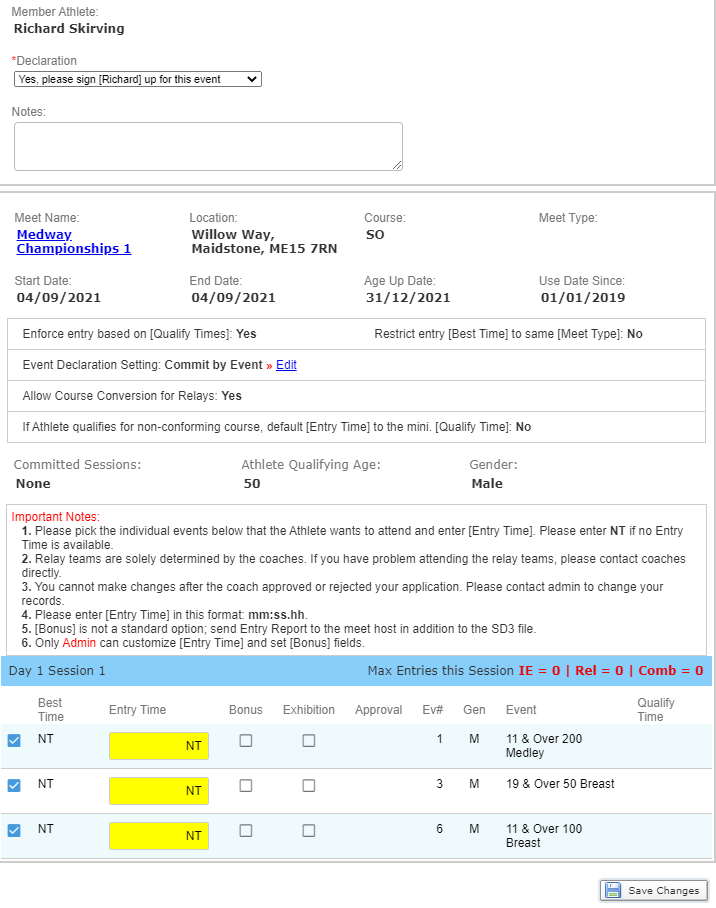 Member Athlete:
Richard Skirving
*Declaration
Yes, please sign [Richard] up for this event
Notes:
Meet Name: Location: Course: Meet Type:
Medway Willow Way, SO
Championships 1 Maidstone, ME15 7RN
Start Date: End Date: Age Up Date: Use Date Since:
04/09/2021 04/09/2021 31/12/2021 01/01/2019
Enforce entry based on [Qualify Times]: Yes Restrict entry [Best Time] to same [Meet Type]: No
Event Declaration Setting: Commit by Event » Edit
Allow Course Conversion for Relays: Yes
If Athlete qualifies for non-conforming course, default [Entry Time] to the mini. [Qualify Time]: No
Committed Sessions: Athlete Qualifying Age: Gender:
None 50 Male
Important Notes:
1. Please pick the individual events below that the Athlete wants to attend and enter [Entry Time]. Please enter NT if no Entry
Time is available.
2. Relay teams are solely determined by the coaches. If you have problem attending the relay teams, please contact coaches
directly.
3. You cannot make changes after the coach approved or rejected your application. Please contact admin to change your
records.
4. Please enter [Entry Time] in this format: mm:ss.hh.
5. [Bonus] is not a standard option; send Entry Report to the meet host in addition to the SD3 file.
6. Only Admin can customize [Entry Time] and set [Bonus] fields.
Day 1 Session 1 Max Entries this Session IE = 0 | Rel = 0 | Comb = 0
Best Time Entry Time Bonus Exhibition Approval Ev# Gen Event Qualify Time
NT NT 1 M 11 & Over 200
Medley
NT NT 3 M 19 & Over 50 Breast
NT NT 6 M 11 & Over 100
Breast
Save Changes